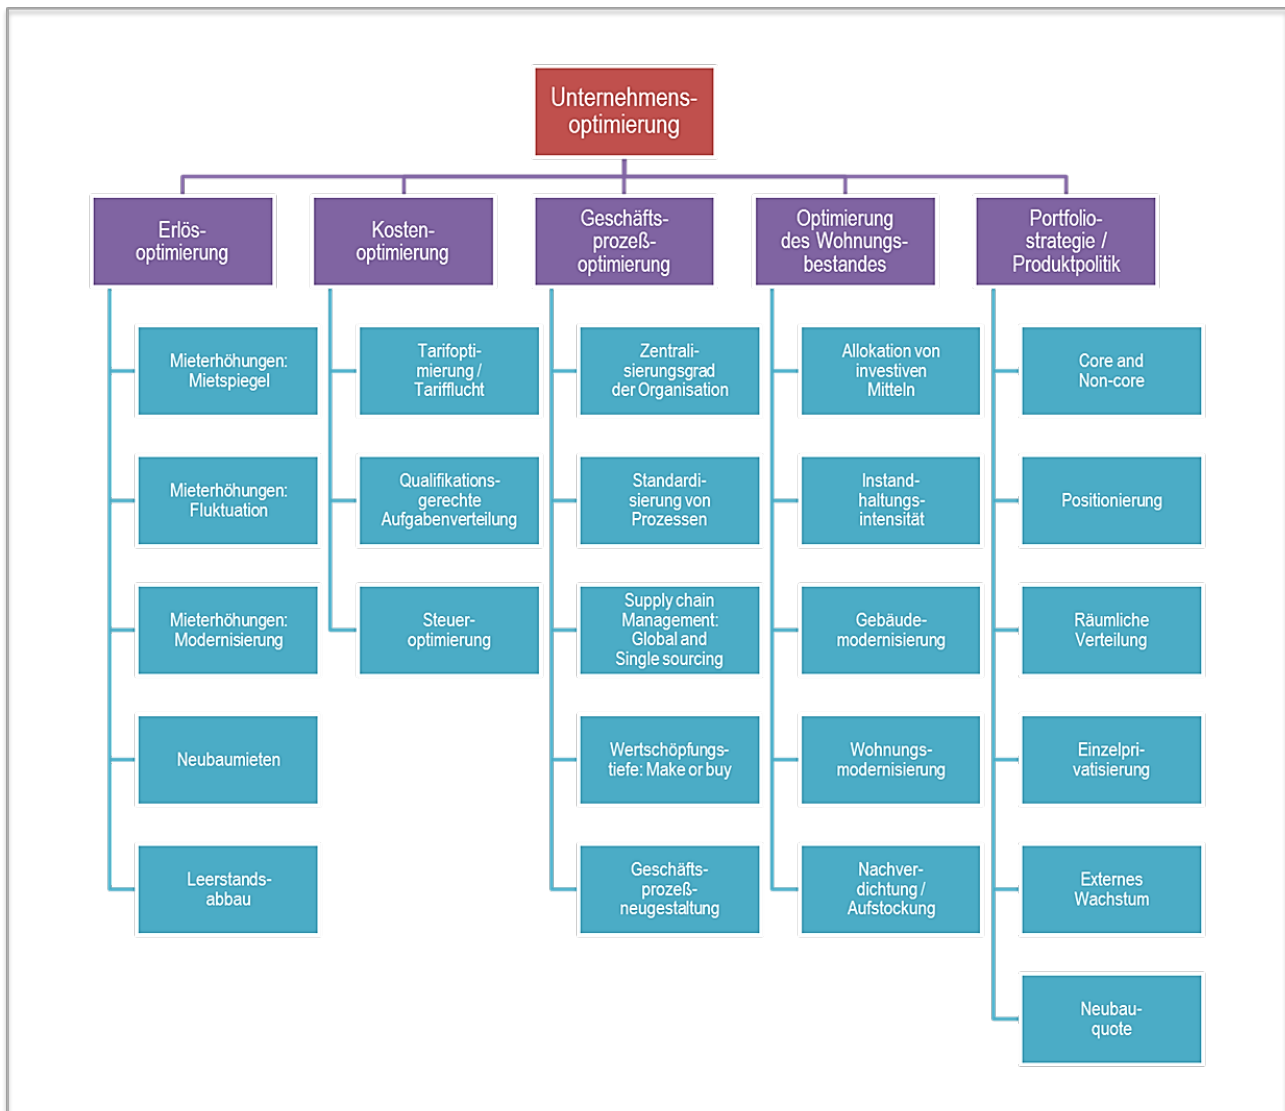 Unternehmens-
optimierung
Erlös-
optimierung
Mieterhöhungen:
Mietspiegel
Mieterhöhungen:
Fluktuation
Mieterhöhungen:
Modernisierung
Neubaumieten
Leerstands-
abbau
Kosten-
optimierung
Tarifopti-
mierung /
Tarifflucht
Qualifikations-
gerechte
Aufgabenverteilung
Steuer-
optimierung
Geschäfts-
prozeß-
optimierung
Zentrali-
sierungsgrad
der Organisation
Standardi-
sierung von
Prozessen
Supply chain
Management:
Global and
Single sourcing
Wertschöpfungs-
tiefe: Make or buy
Geschäfts-
prozeß-
neugestaltung
Optimierung
des Wohnungs-
bestandes
Allokation von
investiven
Mitteln
Instand-
haltungs-
intensität
Gebäude-
modernisierung
Wohnungs-
modernisierung
Nachver-
dichtung /
Aufstockung
Portfolio-
strategie /
Produktpolitik
Core and
Non-core
Positionierung
Räumliche
Verteilung
Einzelpri-
vatisierung
Externes
Wachstum
Neubau-
quote